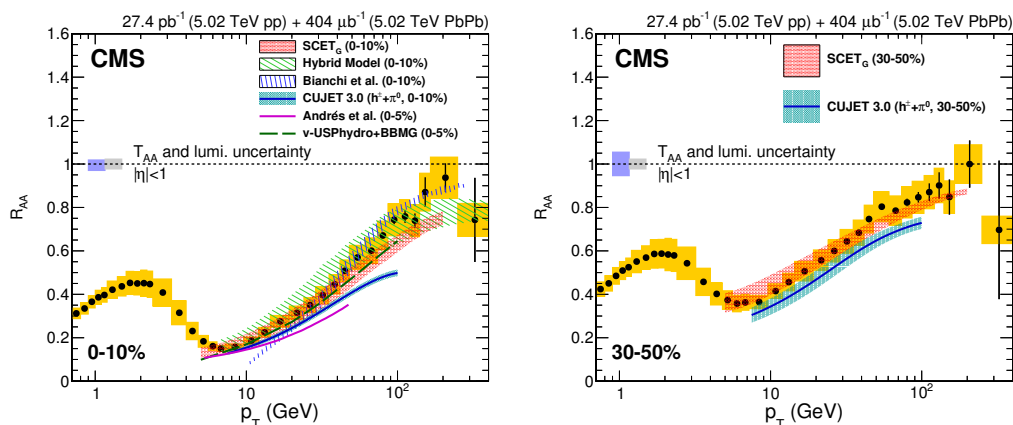 27.4 pb⁻¹ (5.02 TeV pp) + 404 μb⁻¹ (5.02 TeV PbPb)
CMS
SCET_G (0-10%)
Hybrid Model (0-10%)
Bianchi et al. (0-10%)
CUJET 3.0 (h^±+π⁰, 0-10%)
Andrés et al. (0-5%)
v-USPhydro+BBMG (0-5%)
T_AA and lumi. uncertainty
|η|<1
0-10%
R_AA
0
0.2
0.4
0.6
0.8
1
1.2
1.4
1.6
1
10
10²
p_T (GeV)
27.4 pb⁻¹ (5.02 TeV pp) + 404 μb⁻¹ (5.02 TeV PbPb)
CMS
SCET_G (30-50%)
CUJET 3.0 (h^±+π⁰, 30-50%)
T_AA and lumi. uncertainty
|η|<1
30-50%
R_AA
0
0.2
0.4
0.6
0.8
1
1.2
1.4
1.6
1
10
10²
p_T (GeV)